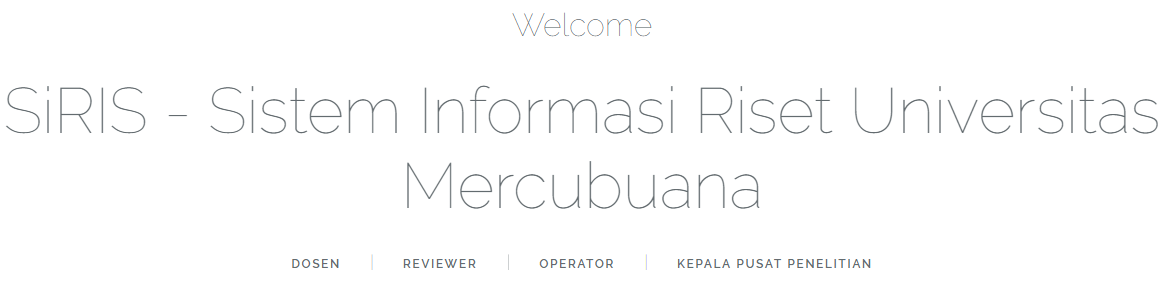 Welcome
SiRIS - Sistem Informasi Riset Universitas
Mercubuana
DOSEN | REVIEWER | OPERATOR | KEPALA PUSAT PENELITIAN